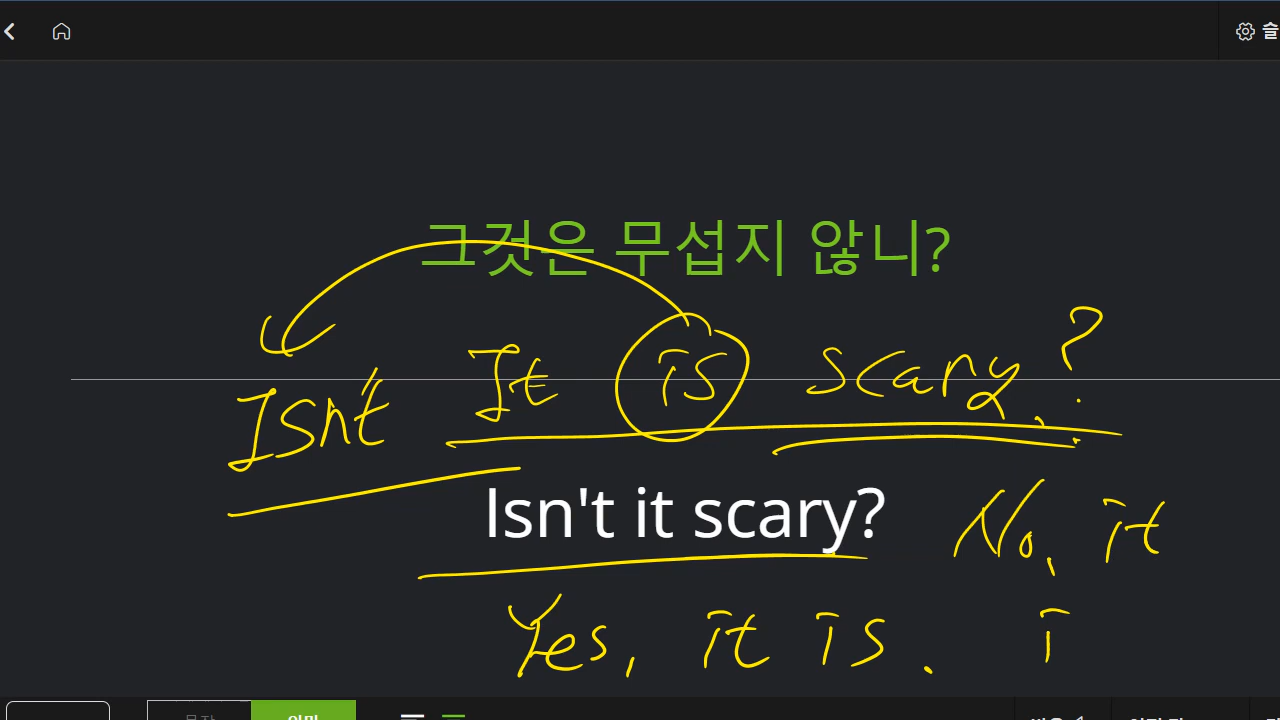 슬
그것은 무섭지 않니?
It is scary.?
Isn't
Isn't it scary?
No, it
Yes, it is. i